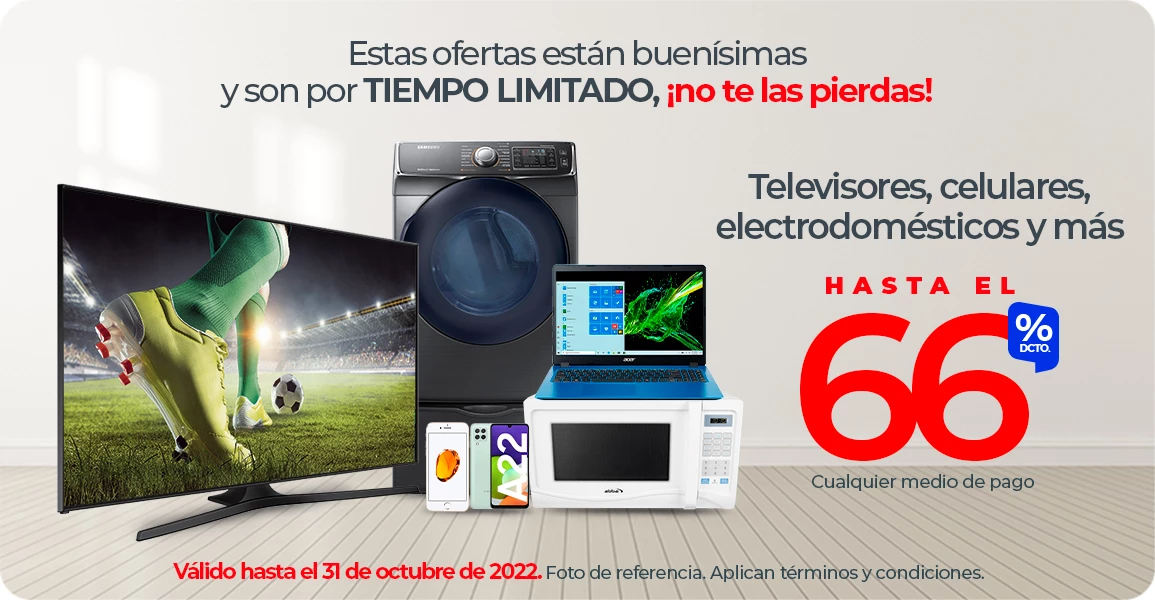 Estas ofertas están buenísimas
y son por TIEMPO LIMITADO, ¡no te las pierdas!
SAMSUNG
Televisores, celulares,
electrodomésticos y más
HASTA EL
66
%
DCTO.
acer
A22
abba
Cualquier medio de pago
Válido hasta el 31 de octubre de 2022. Foto de referencia. Aplican términos y condiciones.